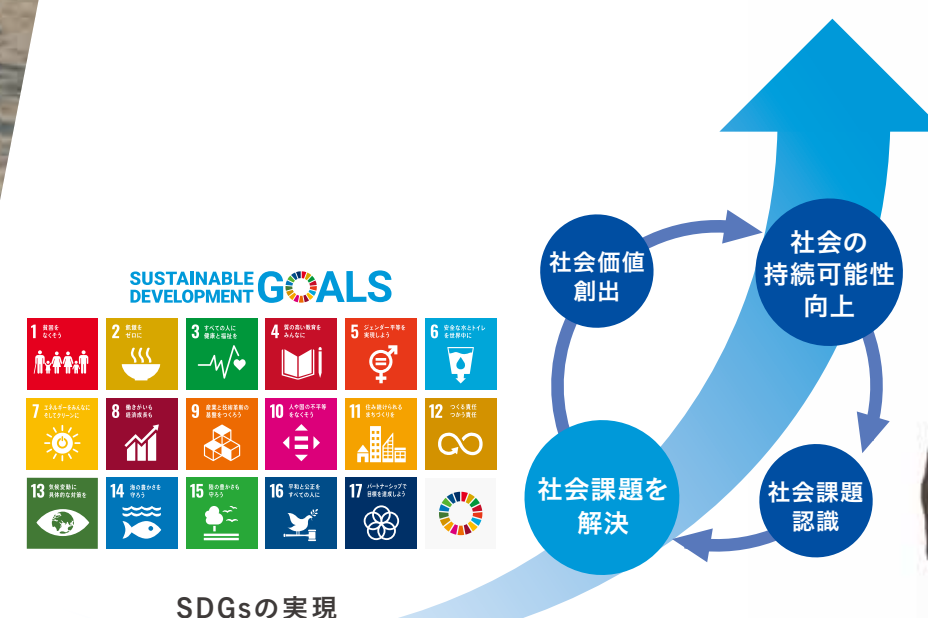 SUSTAINABLE
DEVELOPMENT
GOALS
1 貧困を
なくそう
2 飢餓を
ゼロに
3 すべての人に
健康と福祉を
4 質の高い教育を
みんなに
5 ジェンダー平等を
実現しよう
6 安全な水とトイレ
を世界中に
7 エネルギーをみんなに
そしてクリーンに
8 働きがいも
経済成長も
9 産業と技術革新の
基盤をつくろう
10 人や国の不平等
をなくそう
11 住み続けられる
まちづくりを
12 つくる責任
つかう責任
13 気候変動に
具体的な対策を
14 海の豊かさを
守ろう
15 陸の豊かさも
守ろう
16 平和と公正を
すべての人に
17 パートナーシップで
目標を達成しよう
SDGsの実現
社会価値
創出
社会の
持続可能性
向上
社会課題を
解決
社会課題
認識